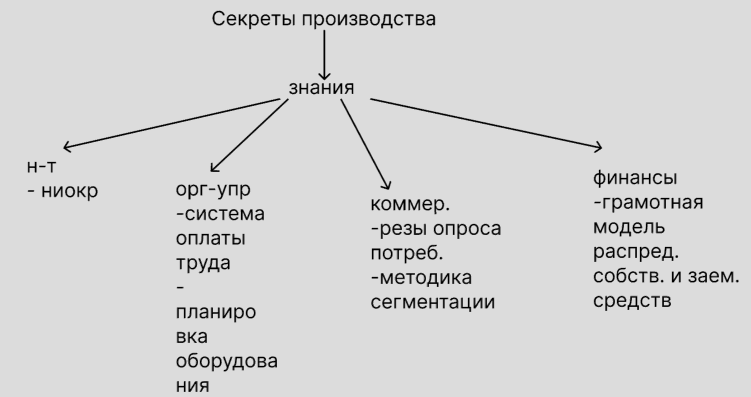 Секреты производства
знания
н-т
- ниокр
орг-упр
-система
оплаты
труда
-
планиро
вка
оборудова
ния
коммер.
-резы опроса
потреб.
-методика
сегментации
финансы
-грамотная
модель
распред.
собств. и заем.
средств